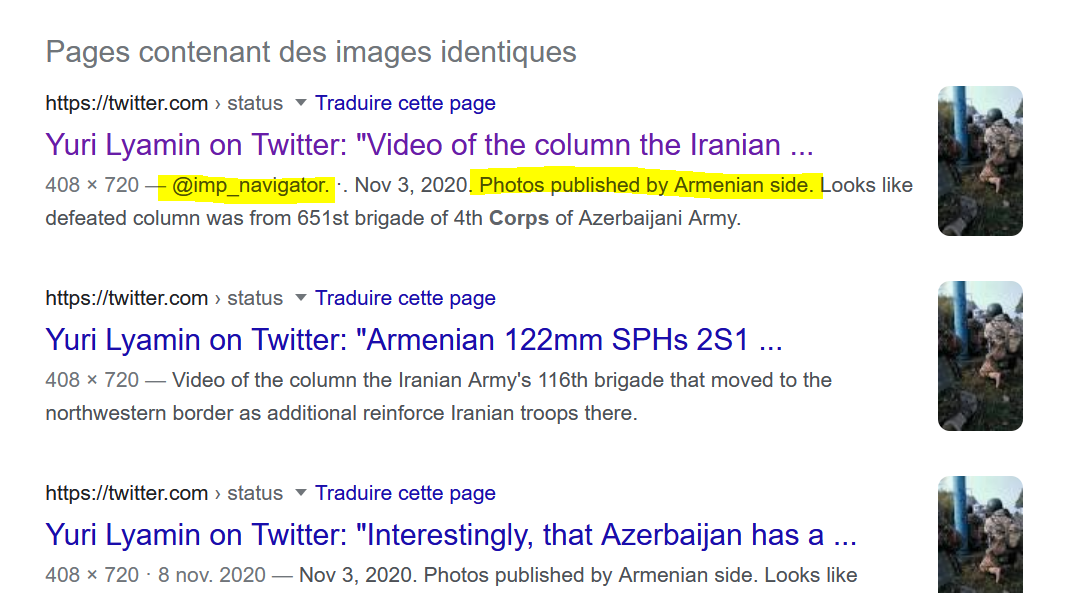 Pages contenant des images identiques
https://twitter.com › status ▼ Traduire cette page
Yuri Lyamin on Twitter: "Video of the column the Iranian ...
408 × 720 — @imp_navigator. ·. Nov 3, 2020. Photos published by Armenian side. Looks like
defeated column was from 651st brigade of 4th Corps of Azerbaijani Army.
https://twitter.com › status ▼ Traduire cette page
Yuri Lyamin on Twitter: "Armenian 122mm SPHs 2S1 ...
408 × 720 — Video of the column the Iranian Army's 116th brigade that moved to the
northwestern border as additional reinforce Iranian troops there.
https://twitter.com › status ▼ Traduire cette page
Yuri Lyamin on Twitter: "Interestingly, that Azerbaijan has a ...
408 × 720 · 8 nov. 2020 — Nov 3, 2020. Photos published by Armenian side. Looks like